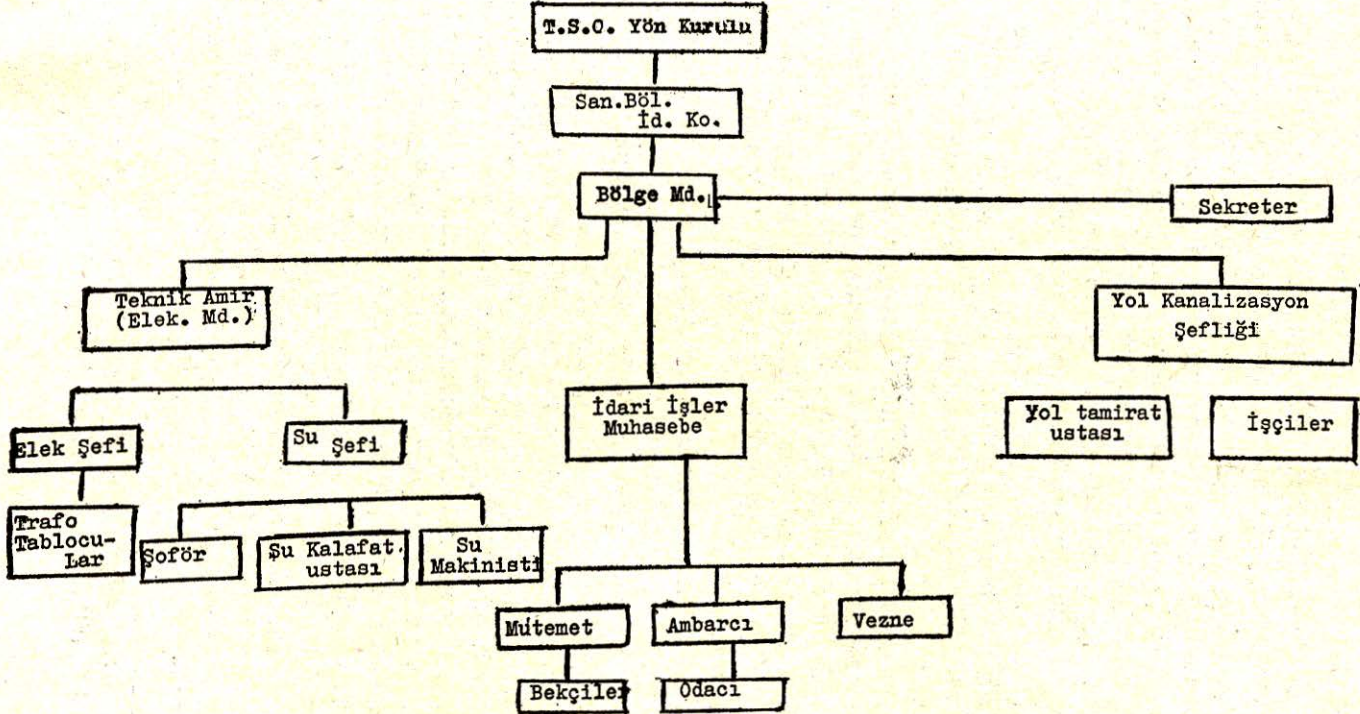 T.S.O. Yön Kurulu
San.Böl.
İd. Ko.
Bölge Md.
Sekreter
Teknik Amir
(Elek. Md.)
Yol Kanalizasyon
Şefliği
İdari İşler
Muhasebe
Yol tamirat
ustası
İşçiler
Elek Şefi
Su
Şefi
Trafo
Tablocu-
Lar
Şoför
Şu Kalafat.
ustası
Su
Makinisti
Mütemet
Ambarcı
Vezne
Bekçiler
Odacı